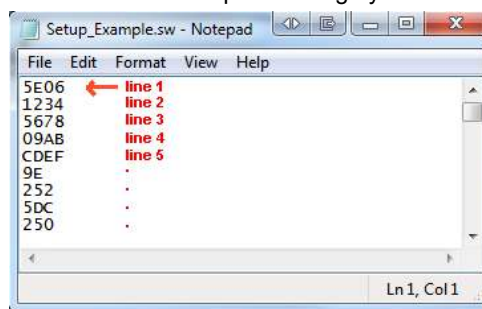 Setup_Example.sw - Notepad
File Edit Format View Help
5E06 line 1
1234 line 2
5678 line 3
09AB line 4
CDEF line 5
9E .
252 .
5DC .
250 .
Ln 1, Col 1